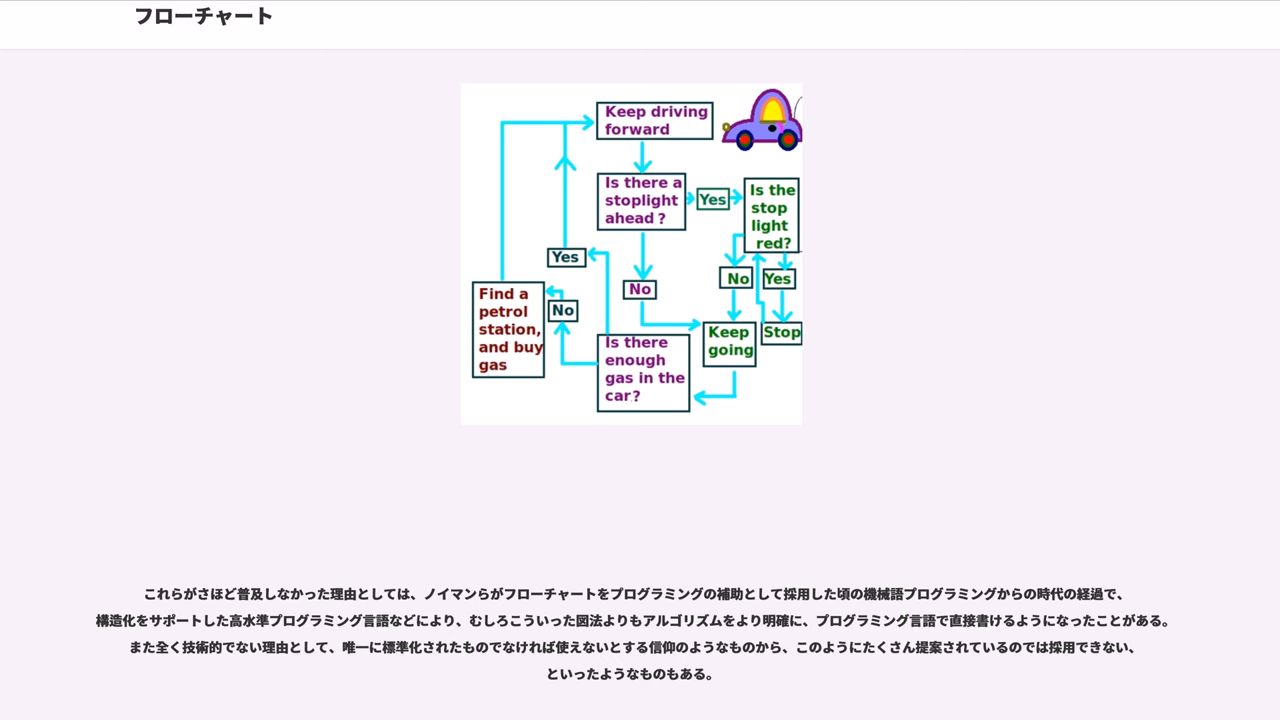 フローチャート
Keep driving
forward
Is there a
stoplight
ahead ?
Yes
Is the
stop
light
red?
Yes
No
No
Yes
Find a
petrol
station,
and buy
gas
No
Is there
enough
gas in the
car?
Keep
going
Stop
これらがさほど普及しなかった理由としては、ノイマンらがフローチャートをプログラミングの補助として採用した頃の機械語プログラミングからの時代の経過で、
構造化をサポートした高水準プログラミング言語などにより、むしろこういった図法よりもアルゴリズムをより明確に、プログラミング言語で直接書けるようになったことがある。
また全く技術的でない理由として、唯一に標準化されたものでなければ使えないとする信仰のようなものから、このようにたくさん提案されているのでは採用できない、
といったようなものもある。